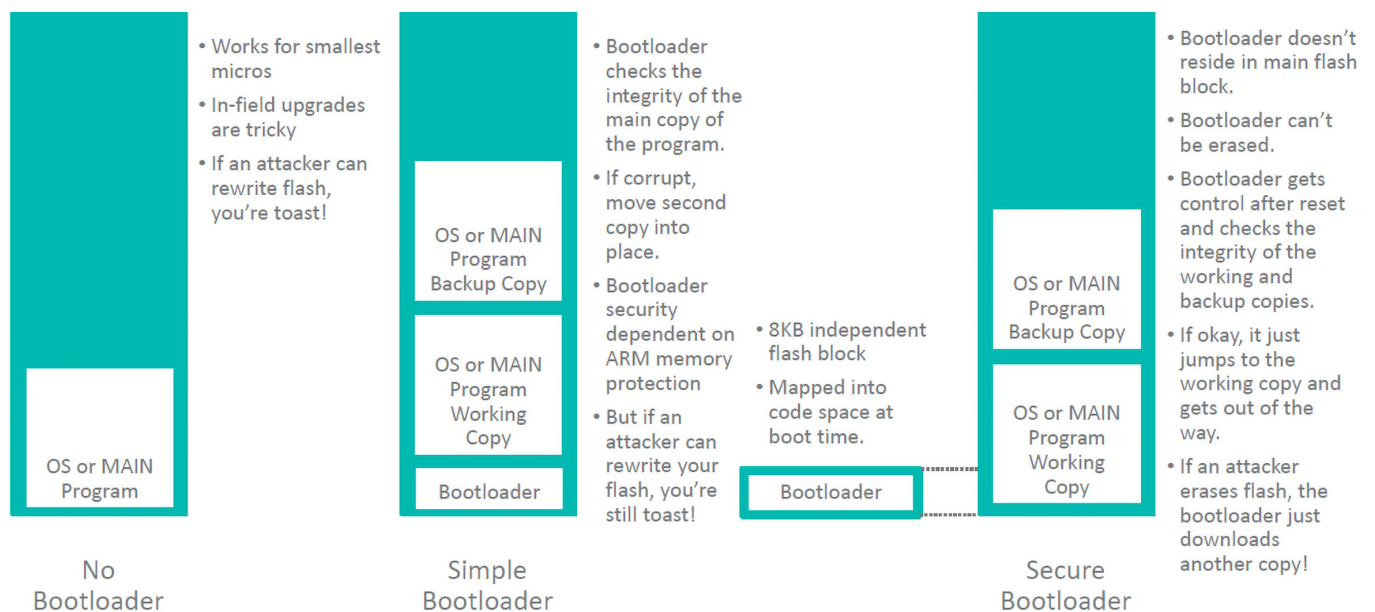 • Works for smallest
micros
• In-field upgrades
are tricky
• If an attacker can
rewrite flash,
you’re toast!
OS or MAIN
Program
No
Bootloader
OS or MAIN
Program
Backup Copy
OS or MAIN
Program
Working
Copy
Bootloader
Simple
Bootloader
• Bootloader
checks the
integrity of the
main copy of
the program.
• If corrupt,
move second
copy into
place.
• Bootloader
security
dependent on
ARM memory
protection
• But if an
attacker can
rewrite your
flash, you’re
still toast!
• 8KB independent
flash block
• Mapped into
code space at
boot time.
Bootloader
OS or MAIN
Program
Backup Copy
OS or MAIN
Program
Working
Copy
Secure
Bootloader
• Bootloader doesn’t
reside in main flash
block.
• Bootloader can’t
be erased.
• Bootloader gets
control after reset
and checks the
integrity of the
working and
backup copies.
• If okay, it just
jumps to the
working copy and
gets out of the
way.
• If an attacker
erases flash, the
bootloader just
downloads
another copy!